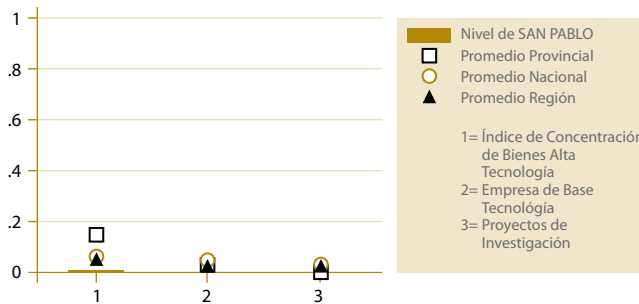 1
.8
.6
.4
.2
0
1
2
3
Nivel de SAN PABLO
Promedio Provincial
Promedio Nacional
Promedio Región
1= Índice de Concentración
de Bienes Alta
Tecnología
2= Empresa de Base
Tecnológia
3= Proyectos de
Investigación